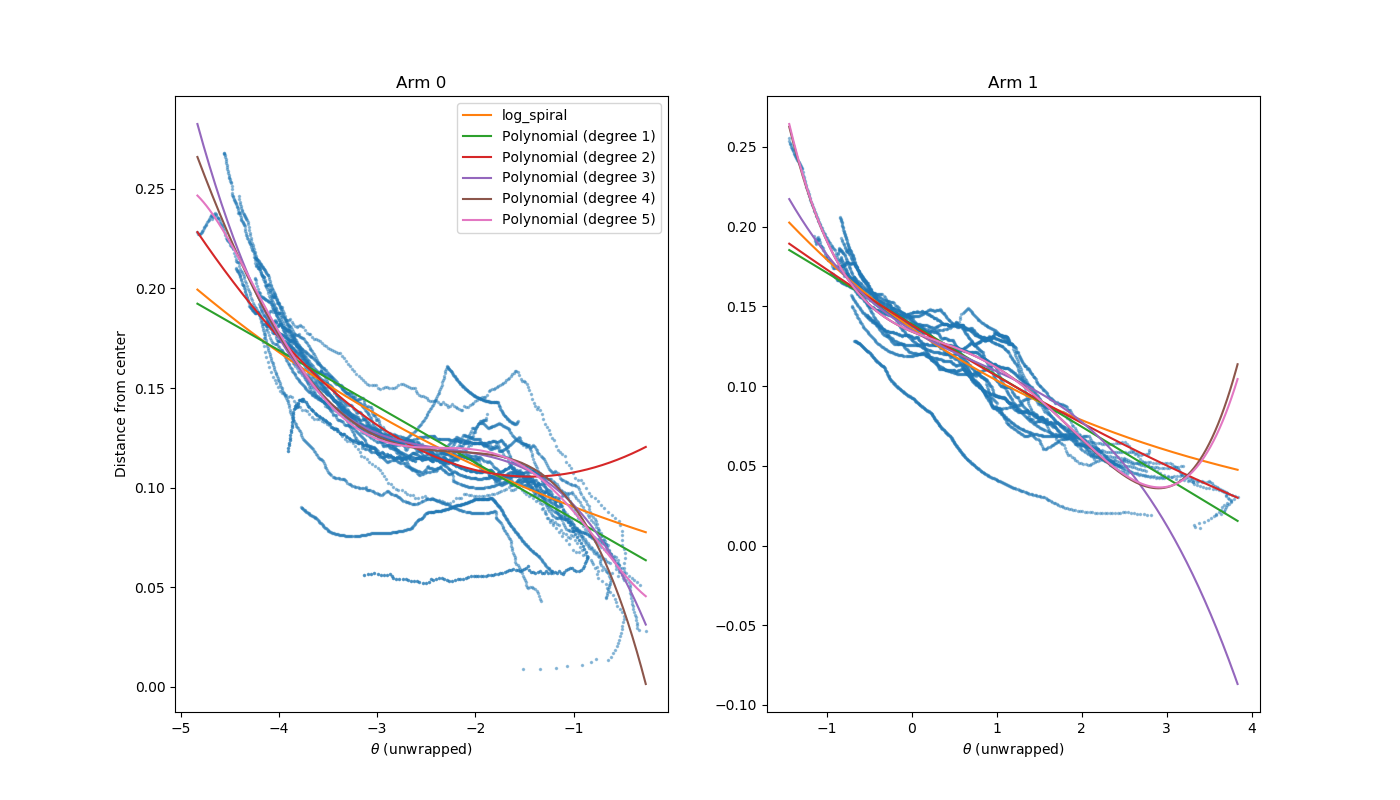 Arm 0
Arm 1
log_spiral
Polynomial (degree 1)
Polynomial (degree 2)
Polynomial (degree 3)
Polynomial (degree 4)
Polynomial (degree 5)
Distance from center
0.25
0.20
0.15
0.10
0.05
0.00
−5
−4
−3
−2
−1
θ (unwrapped)
0.25
0.20
0.15
0.10
0.05
0.00
−0.05
−0.10
−1
0
1
2
3
4
θ (unwrapped)